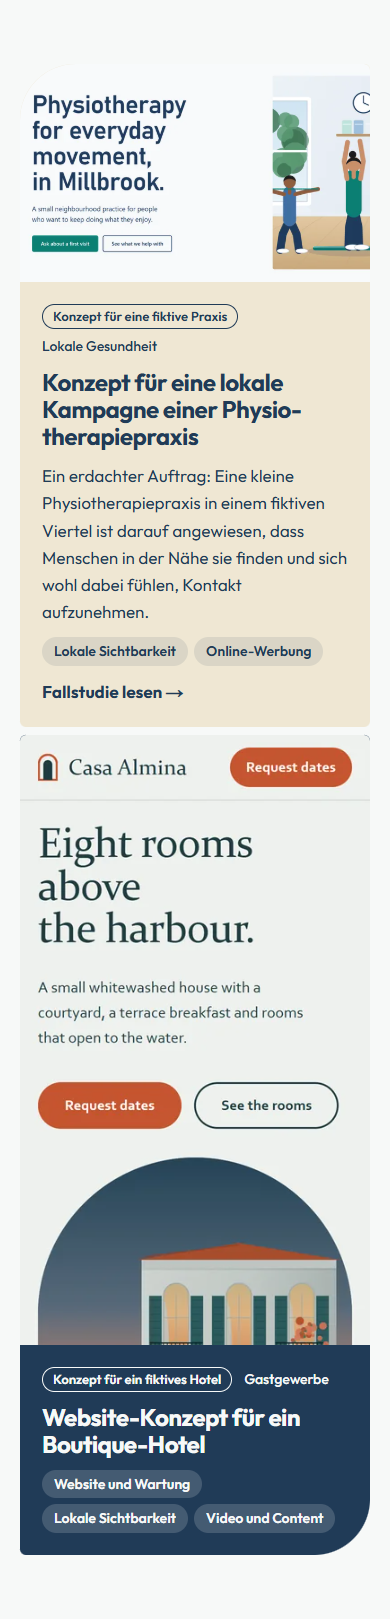 Physiotherapy
for everyday
movement,
in Millbrook.
A small neighbourhood practice for people
who want to keep doing what they enjoy.
Ask about a first visit
See what we help with
Konzept für eine fiktive Praxis
Lokale Gesundheit
Konzept für eine lokale
Kampagne einer Physio-
therapiepraxis
Ein erdachter Auftrag: Eine kleine
Physiotherapiepraxis in einem fiktiven
Viertel ist darauf angewiesen, dass
Menschen in der Nähe sie finden und sich
wohl dabei fühlen, Kontakt
aufzunehmen.
Lokale Sichtbarkeit
Online-Werbung
Fallstudie lesen →
Casa Almina
Request dates
Eight rooms
above
the harbour.
A small whitewashed house with a
courtyard, a terrace breakfast and rooms
that open to the water.
Request dates
See the rooms
Konzept für ein fiktives Hotel
Gastgewerbe
Website-Konzept für ein
Boutique-Hotel
Website und Wartung
Lokale Sichtbarkeit
Video und Content